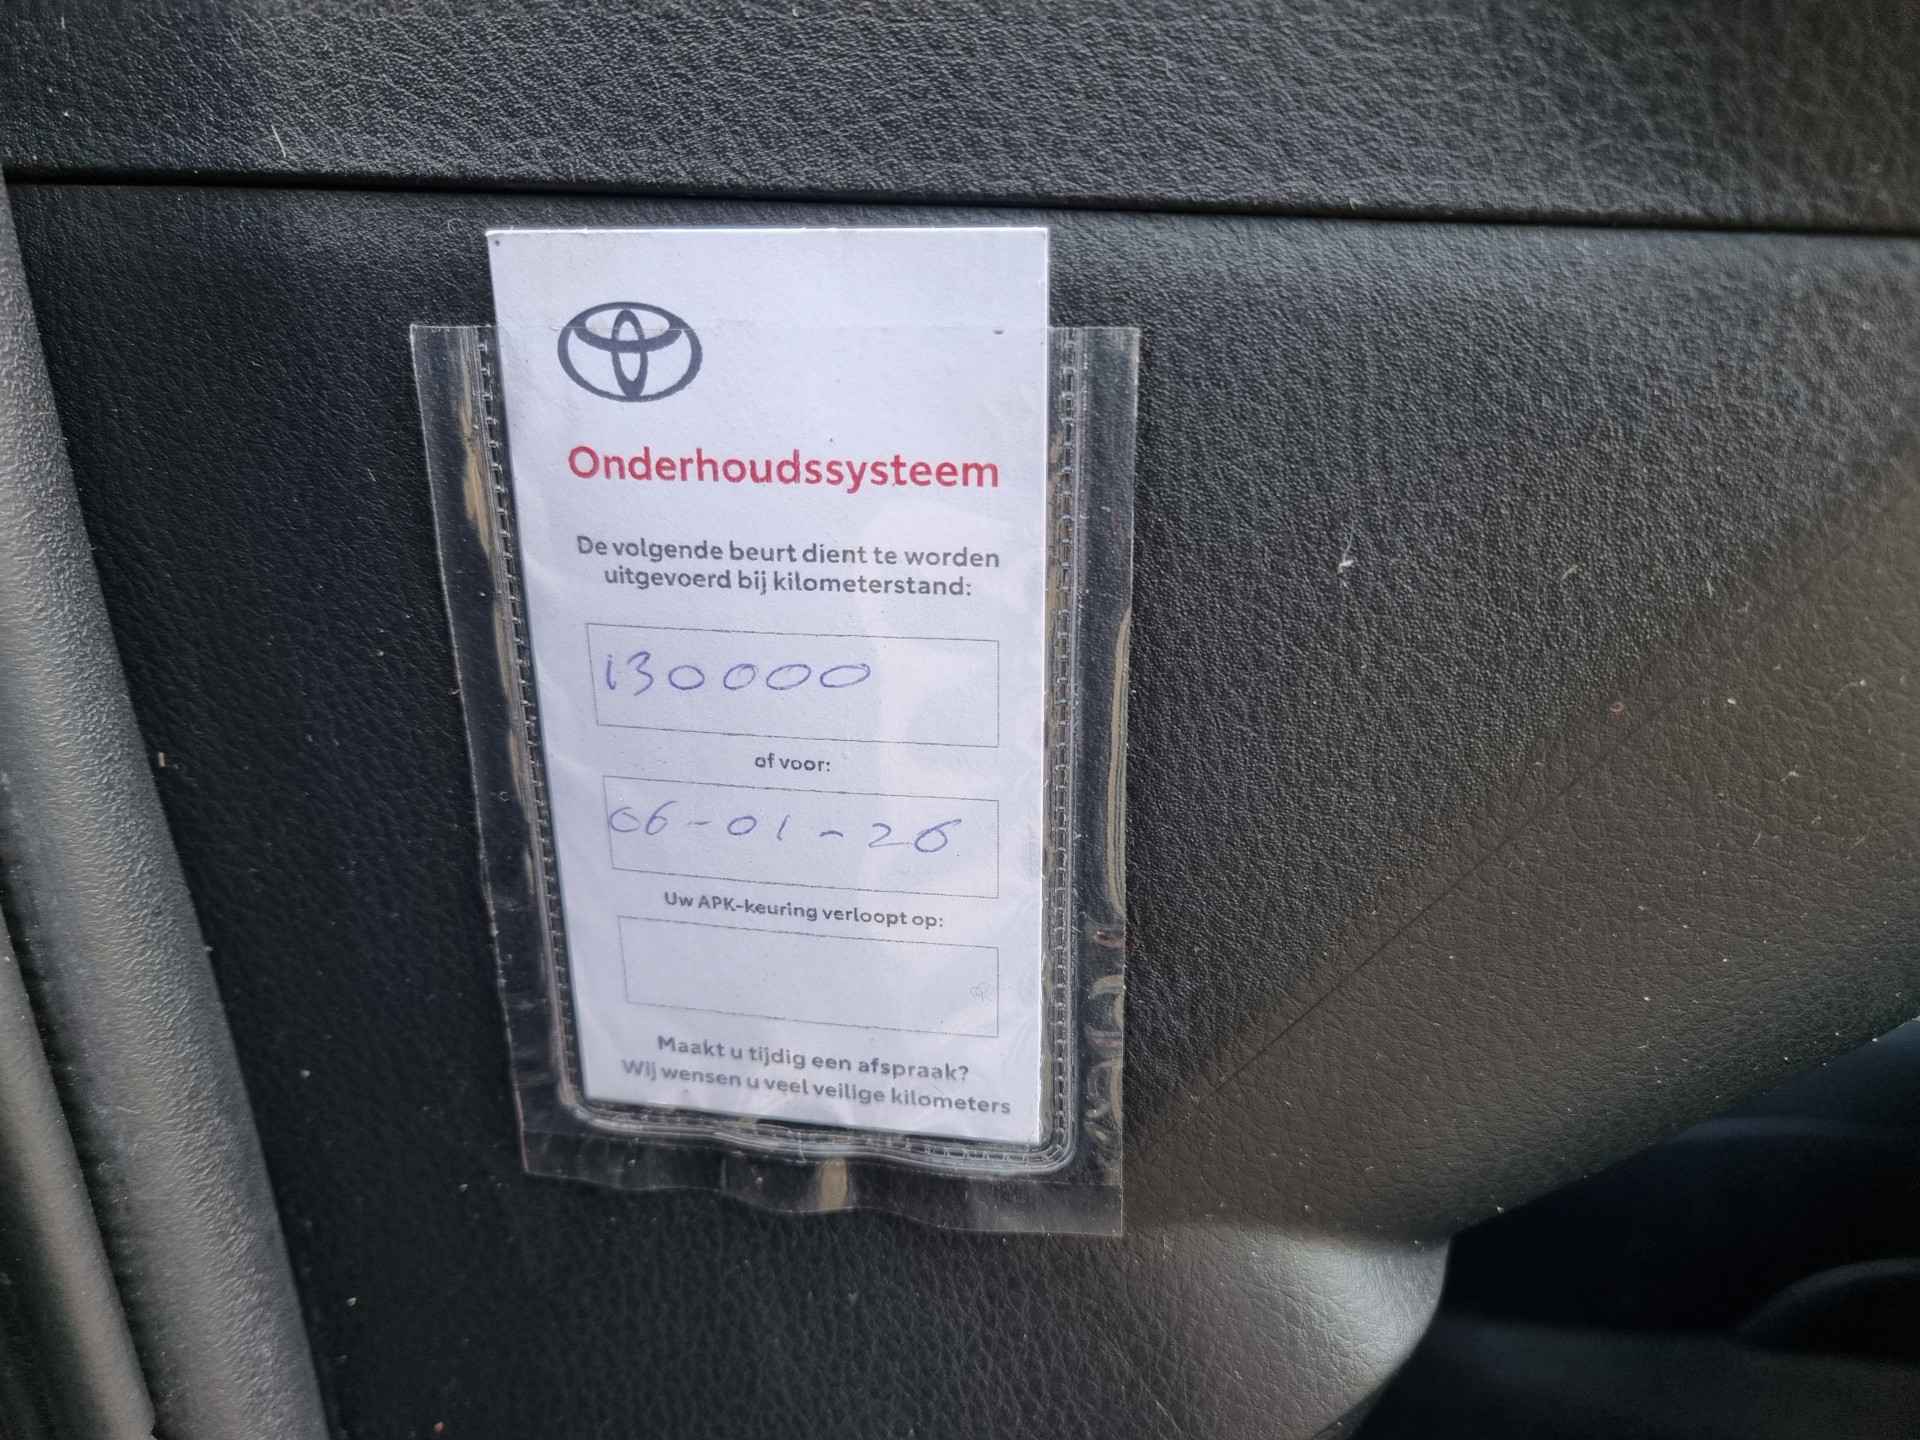 Onderhoudssysteem
De volgende beurt dient te worden
uitgevoerd bij kilometerstand:
130000
of voor:
06-01-26
Uw APK-keuring verloopt op:
Maakt u tijdig een afspraak?
Wij wensen u veel veilige kilometers